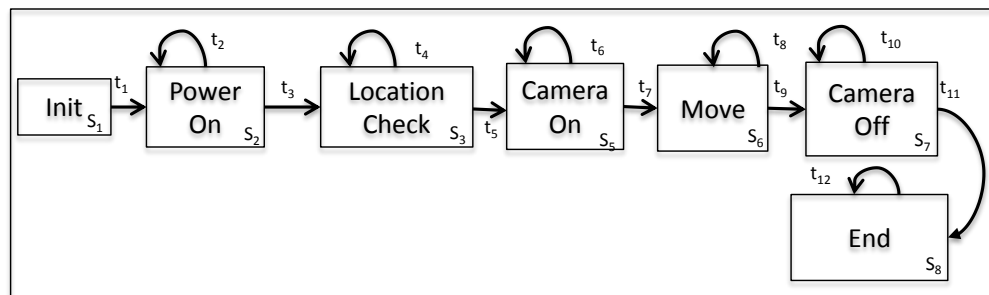 t₂
t₄
t₆
t₈
t₁₀
t₁
t₃
t₅
t₇
t₉
t₁₁
Init
S₁
Power
On
S₂
Location
Check
S₃
Camera
On
S₅
Move
S₆
Camera
Off
S₇
t₁₂
End
S₈